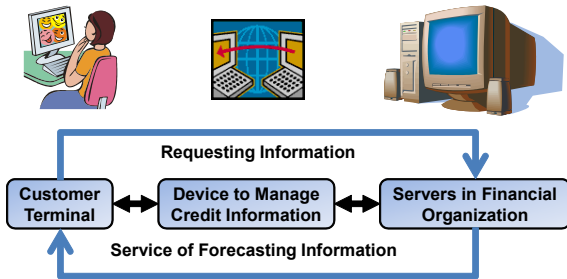 Requesting Information
Customer
Terminal
Device to Manage
Credit Information
Servers in Financial
Organization
Service of Forecasting Information